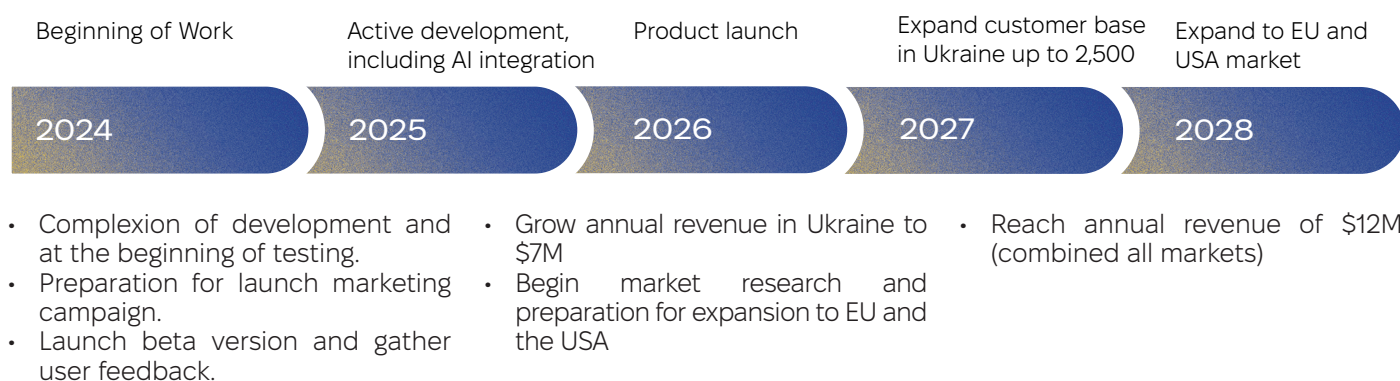 Beginning of Work
Active development,
including AI integration
Product launch
Expand customer base
in Ukraine up to 2,500
Expand to EU and
USA market
2024
2025
2026
2027
2028
• Complexion of development and
at the beginning of testing.
• Preparation for launch marketing
campaign.
• Launch beta version and gather
user feedback.
• Grow annual revenue in Ukraine to
$7M
• Begin market research and
preparation for expansion to EU and
the USA
• Reach annual revenue of $12M
(combined all markets)